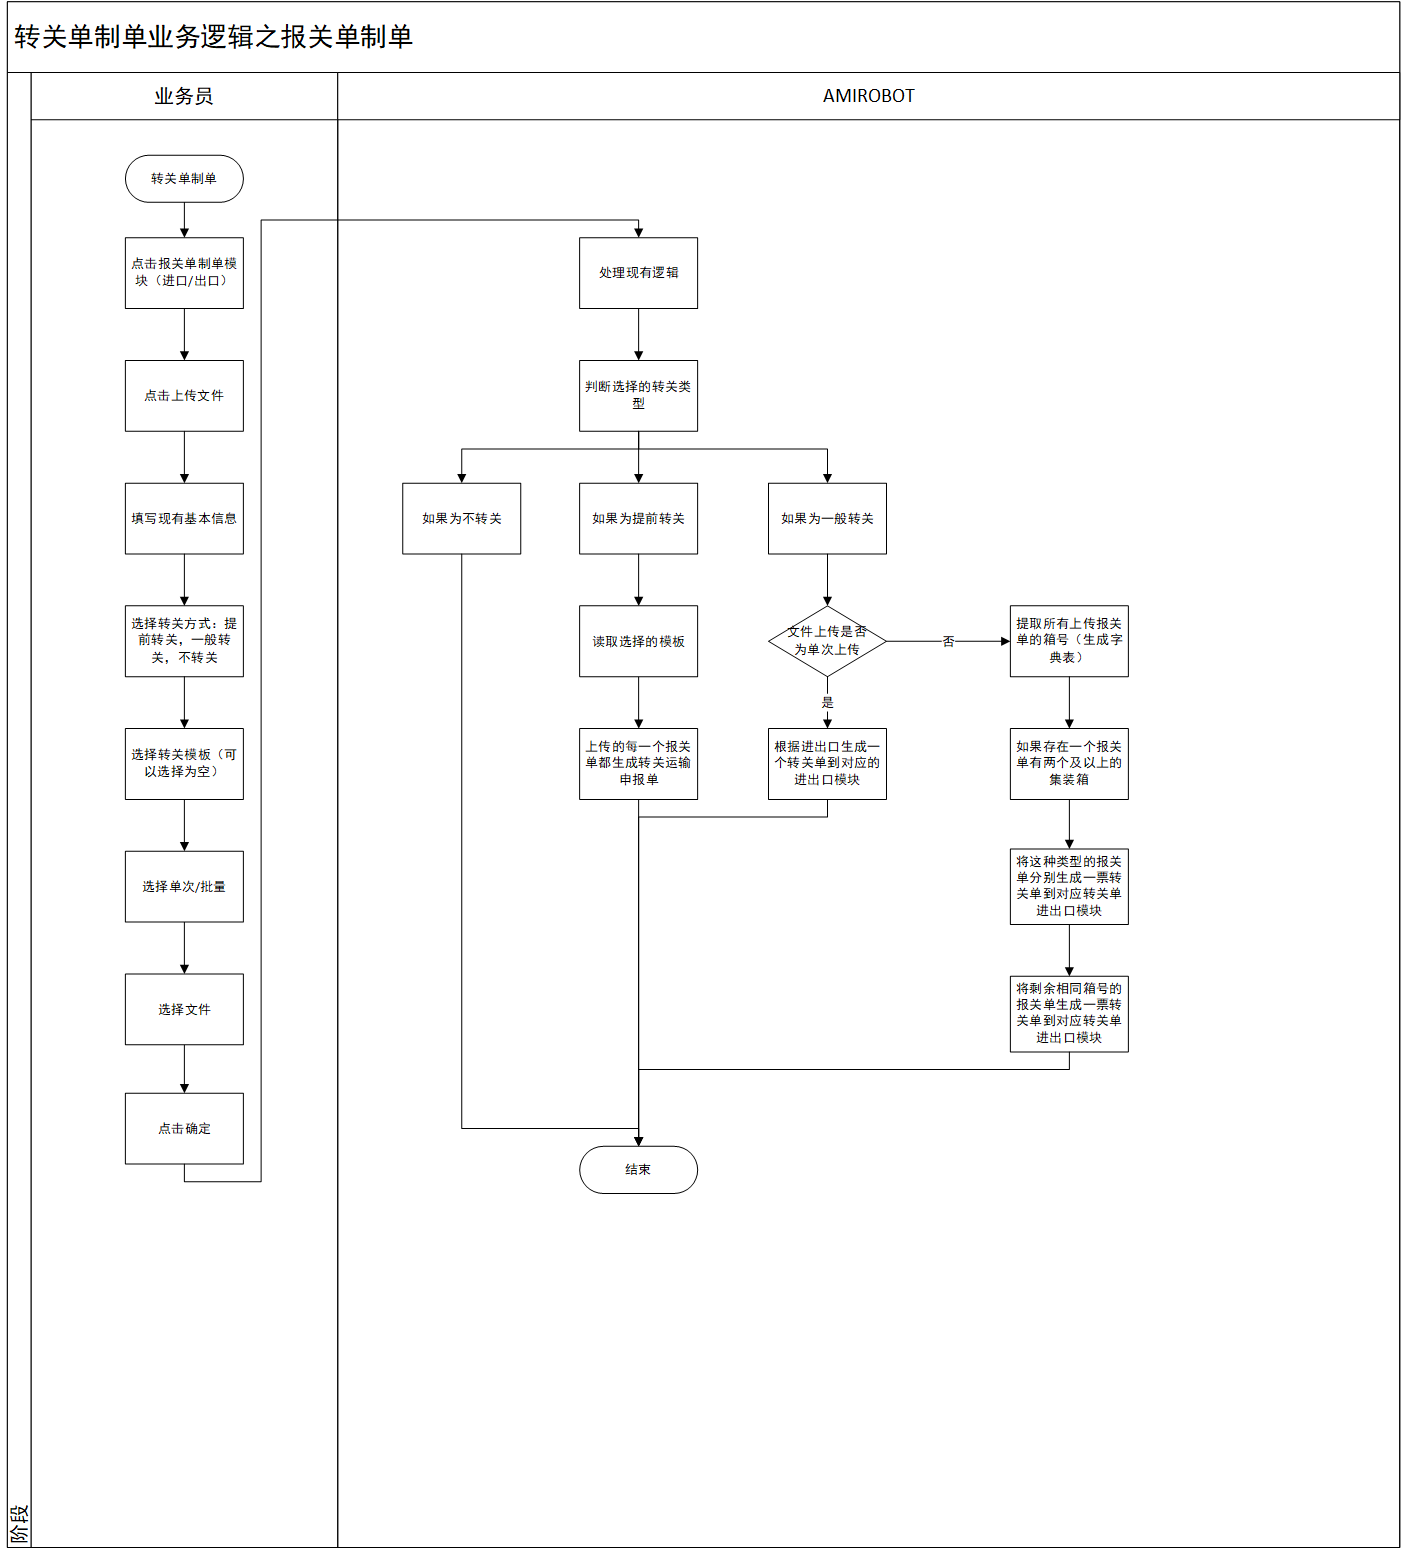 转关单制单业务逻辑之报关单制单
业务员
AMIROBOT
转关单制单
点击报关单制单模
块（进口/出口）
点击上传文件
填写现有基本信息
选择转关方式：提
前转关，一般转
关，不转关
选择转关模板（可
以选择为空）
选择单次/批量
选择文件
点击确定
处理现有逻辑
判断选择的转关类
型
如果为不转关
如果为提前转关
如果为一般转关
读取选择的模板
文件上传是否
为单次上传
否
提取所有上传报关
单的箱号（生成字
典表）
是
上传的每一个报关
单都生成转关运输
申报单
根据进出口生成一
个转关单到对应的
进出口模块
如果存在一个报关
单有两个及以上的
集装箱
将这种类型的报关
单分别生成一票转
关单到对应转关单
进出口模块
将剩余相同箱号的
报关单生成一票转
关单到对应转关单
进出口模块
结束
阶段